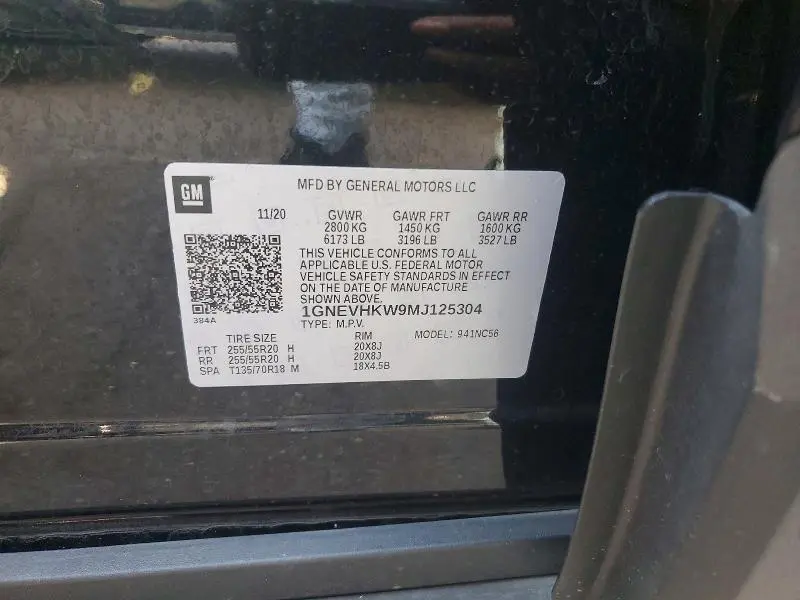 GM
MFD BY GENERAL MOTORS LLC
11/20 GVWR GAWR FRT GAWR RR
2800 KG 1450 KG 1600 KG
6173 LB 3196 LB 3527 LB
THIS VEHICLE CONFORMS TO ALL
APPLICABLE U.S. FEDERAL MOTOR
VEHICLE SAFETY STANDARDS IN EFFECT
ON THE DATE OF MANUFACTURE
SHOWN ABOVE.
1GNEVHKW9MJ125304
384A
TYPE: M.P.V. MODEL: 941NC56
TIRE SIZE RIM
FRT 255/55R20 H 20X8J
RR 255/55R20 H 20X8J
SPA T135/70R18 M 18X4.5B